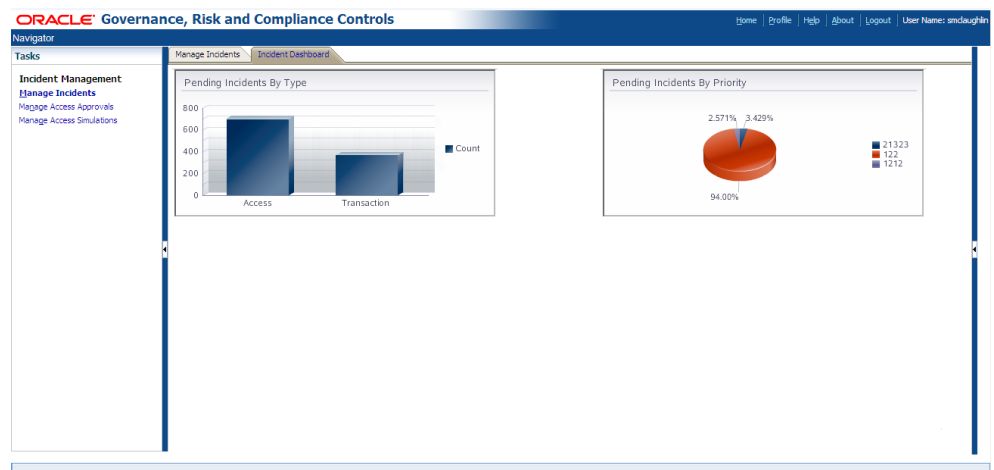 ORACLE Governance, Risk and Compliance Controls
Home Profile Help About Logout User Name: smclaughlin
Navigator
Tasks
Manage Incidents Incident Dashboard
Incident Management
Manage Incidents
Manage Access Approvals
Manage Access Simulations
Pending Incidents By Type
800
600
400
200
0
Access Transaction
Count
Pending Incidents By Priority
2.571% 3.429%
94.00%
21323
122
1212